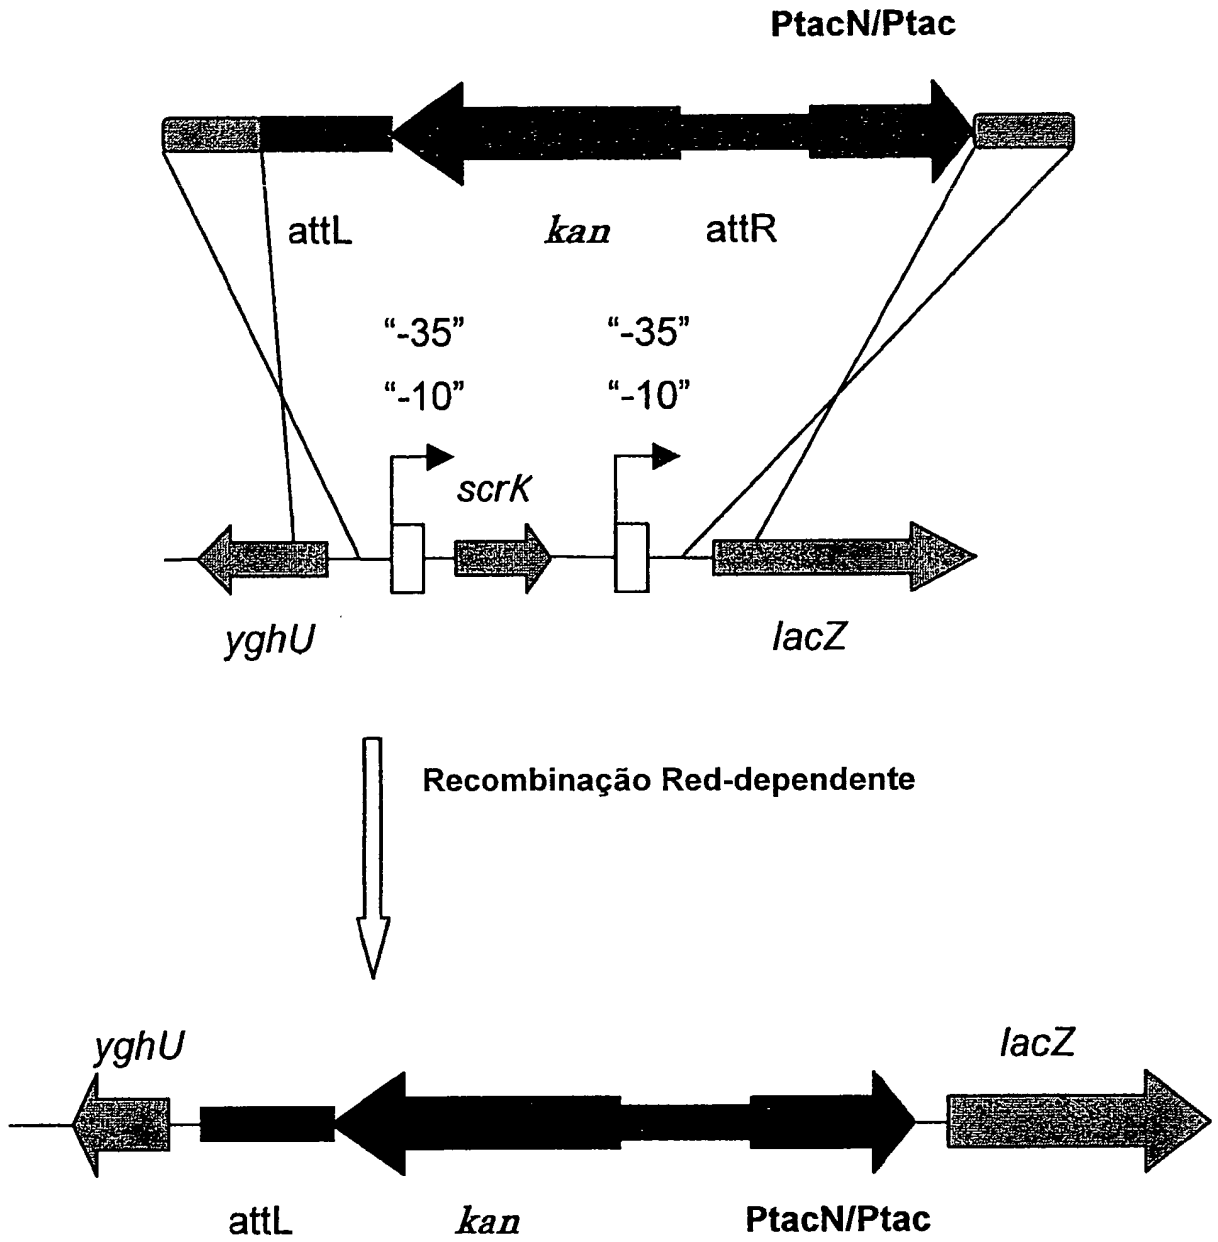 PtacN/Ptac
attL kan attR
“-35” “-35”
“-10” “-10”
scrK
yghU lacZ
Recombinação Red-dependente
yghU lacZ
attL kan PtacN/Ptac